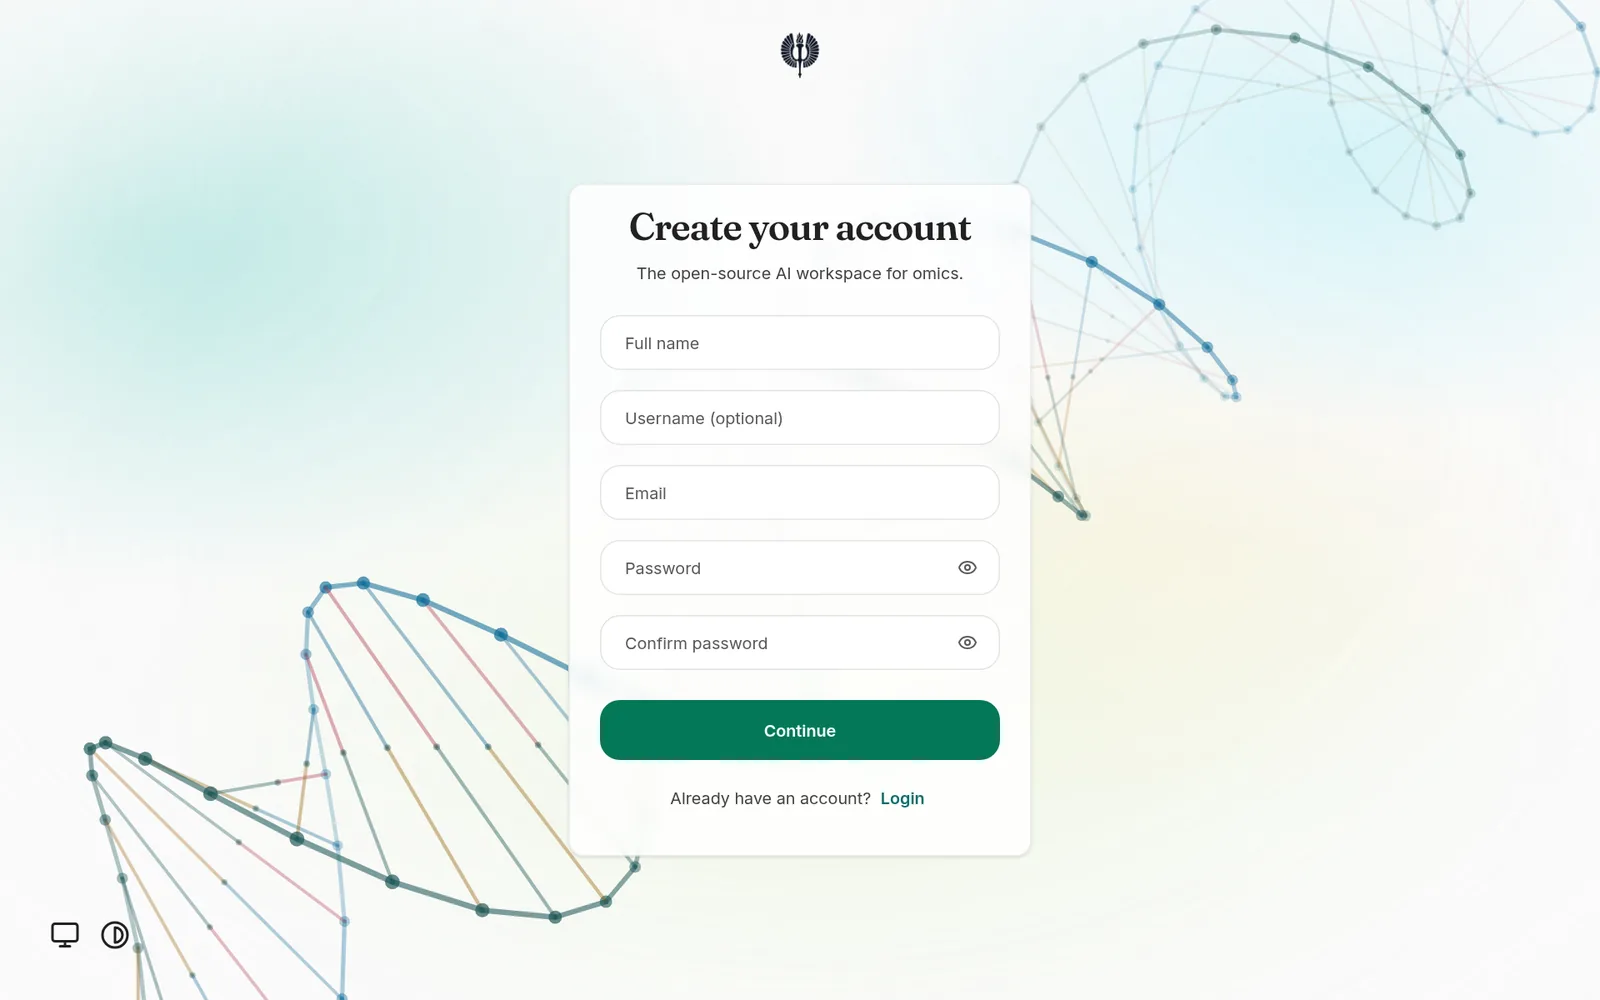 Create your account
The open-source AI workspace for omics.
Full name
Username (optional)
Email
Password
Confirm password
Continue
Already have an account? Login